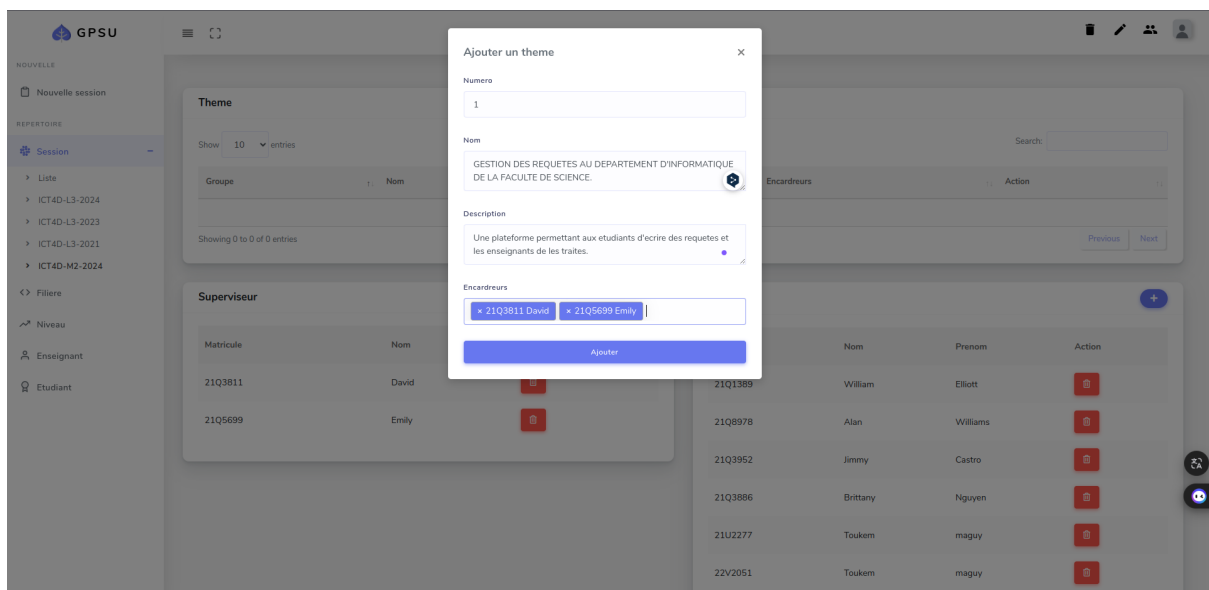 GPSU
NOUVELLE
Nouvelle session
REPERTOIRE
Session
Liste
ICT4D-L3-2024
ICT4D-L3-2023
ICT4D-L3-2021
ICT4D-M2-2024
Filiere
Niveau
Enseignant
Etudiant
Theme
Show 10 entries
Search:
Groupe Nom Encardreurs Action
Showing 0 to 0 of 0 entries
Previous Next
Ajouter un theme ×
Numero
1
Nom
GESTION DES REQUETES AU DEPARTEMENT D'INFORMATIQUE
DE LA FACULTE DE SCIENCE.
Description
Une plateforme permettant aux etudiants d'ecrire des requetes et
les enseignants de les traites.
Encardreurs
× 21Q3811 David × 21Q5699 Emily
Ajouter
Superviseur
Matricule Nom
21Q3811 David
21Q5699 Emily
+
Nom Prenom Action
21Q1389 William Elliott
21Q8978 Alan Williams
21Q3952 Jimmy Castro
21Q3886 Brittany Nguyen
21U2277 Toukem maguy
22V2051 Toukem maguy